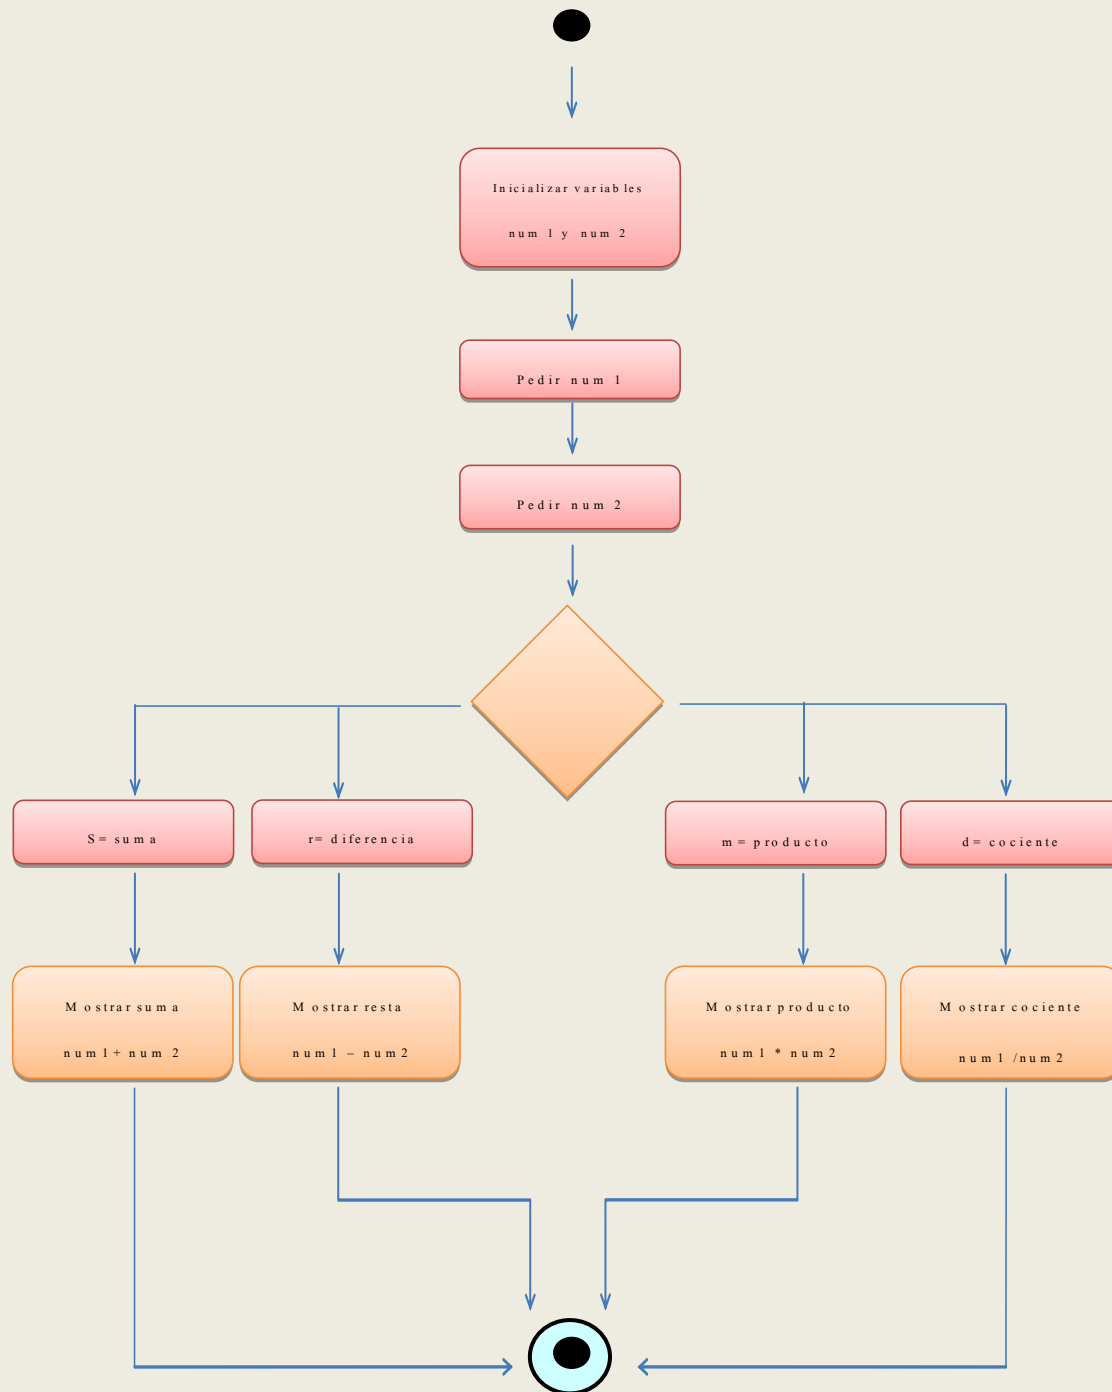 Inicializar variables
num 1 y num 2
Pedir num 1
Pedir num 2
S= suma
r= diferencia
m= producto
d= cociente
Mostrar suma
num1+ num 2
Mostrar resta
num1 – num2
Mostrar producto
num1 * num2
Mostrar cociente
num1 /num2